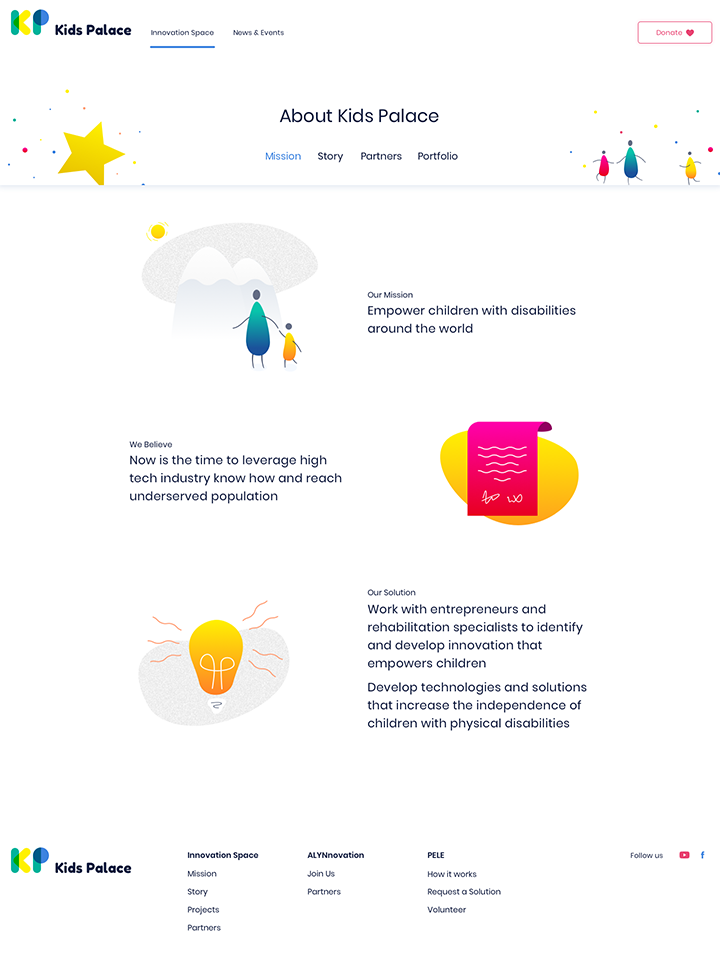 KP Kids Palace
Innovation Space
News & Events
Donate
About Kids Palace
Mission
Story
Partners
Portfolio
Our Mission
Empower children with disabilities
around the world
We Believe
Now is the time to leverage high
tech industry know how and reach
underserved population
Our Solution
Work with entrepreneurs and
rehabilitation specialists to identify
and develop innovation that
empowers children
Develop technologies and solutions
that increase the independence of
children with physical disabilities
KP Kids Palace
Innovation Space
Mission
Story
Projects
Partners
ALYNnovation
Join Us
Partners
PELE
How it works
Request a Solution
Volunteer
Follow us